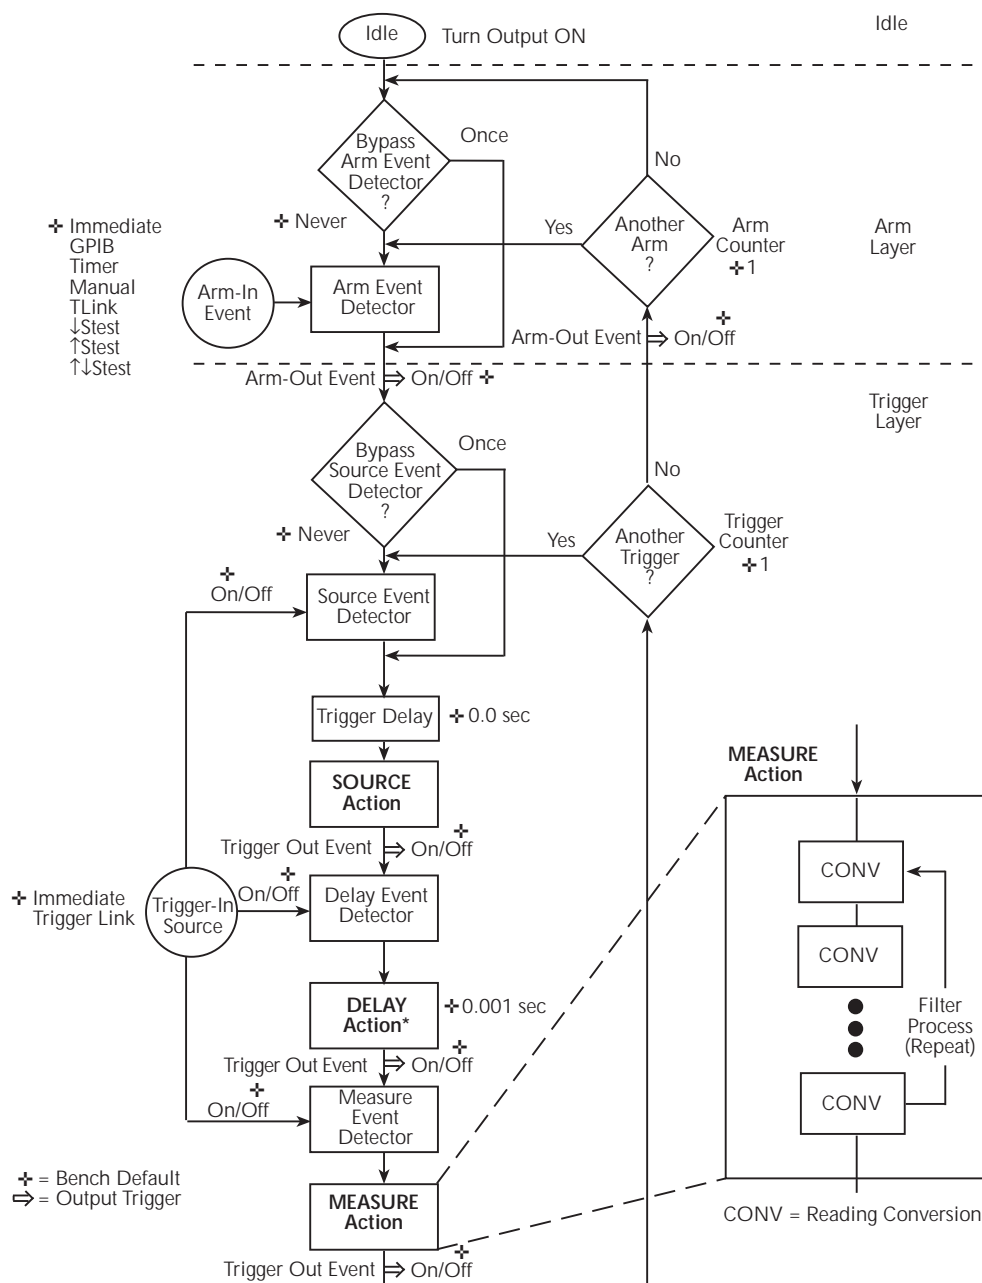 Idle
Turn Output ON
Idle
Bypass
Arm Event
Detector
?
Once
No
✛ Never
Yes
Another
Arm
?
Arm
Counter
✛1
Arm
Layer
✛ Immediate
GPIB
Timer
Manual
TLink
↓Stest
↑Stest
↑↓Stest
Arm-In
Event
Arm Event
Detector
Arm-Out Event ⇨ On/Off ✛
Arm-Out Event ⇨ On/Off ✛
Trigger
Layer
Bypass
Source Event
Detector
?
Once
No
✛ Never
Yes
Another
Trigger
?
Trigger
Counter
✛1
✛
On/Off
Source Event
Detector
Trigger Delay
✛ 0.0 sec
SOURCE
Action
Trigger Out Event ⇨ On/Off ✛
✛ Immediate
Trigger Link
Trigger-In
Source
✛
On/Off
Delay Event
Detector
DELAY
Action*
✛0.001 sec
Trigger Out Event ⇨ On/Off ✛
✛
On/Off
Measure
Event
Detector
MEASURE
Action
Trigger Out Event ⇨ On/Off ✛
✛ = Bench Default
⇨ = Output Trigger
MEASURE
Action
CONV
CONV
Filter
Process
(Repeat)
CONV
CONV = Reading Conversion